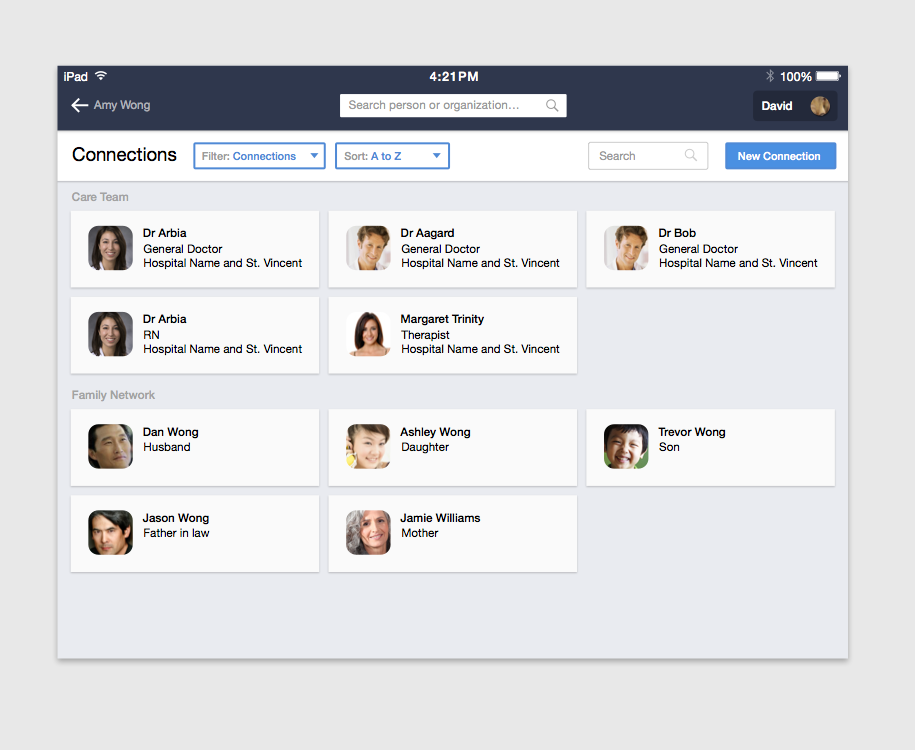 iPad 4:21PM 100%
Amy Wong Search person or organization... David
Connections Filter: Connections Sort: A to Z Search New Connection
Care Team
Dr Arbia
General Doctor
Hospital Name and St. Vincent
Dr Aagard
General Doctor
Hospital Name and St. Vincent
Dr Bob
General Doctor
Hospital Name and St. Vincent
Dr Arbia
RN
Hospital Name and St. Vincent
Margaret Trinity
Therapist
Hospital Name and St. Vincent
Family Network
Dan Wong
Husband
Ashley Wong
Daughter
Trevor Wong
Son
Jason Wong
Father in law
Jamie Williams
Mother